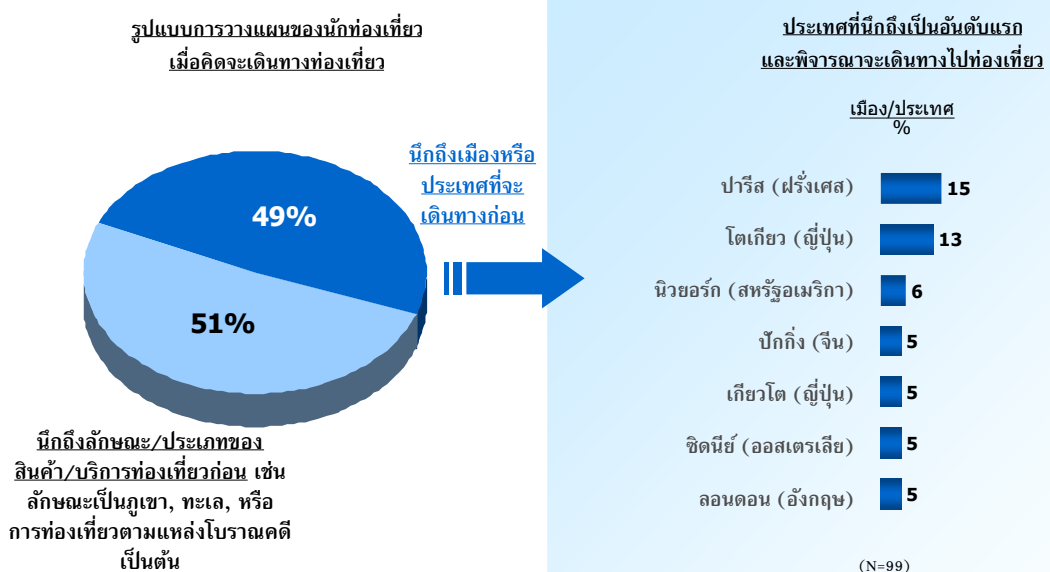 รูปแบบการวางแผนของนักท่องเที่ยว
เมื่อคิดจะเดินทางท่องเที่ยว
49%
51%
นึกถึงเมืองหรือ
ประเทศที่จะ
เดินทางก่อน
นึกถึงลักษณะ/ประเภทของ
สินค้า/บริการท่องเที่ยวก่อน เช่น
ลักษณะเป็นภูเขา, ทะเล, หรือ
การท่องเที่ยวตามแหล่งโบราณคดี
เป็นต้น
ประเทศที่นึกถึงเป็นอันดับแรก
และพิจารณาจะเดินทางไปท่องเที่ยว
เมือง/ประเทศ
%
ปารีส (ฝรั่งเศส) 15
โตเกียว (ญี่ปุ่น) 13
นิวยอร์ก (สหรัฐอเมริกา) 6
ปักกิ่ง (จีน) 5
เกียวโต (ญี่ปุ่น) 5
ซิดนีย์ (ออสเตรเลีย) 5
ลอนดอน (อังกฤษ) 5
(N=99)